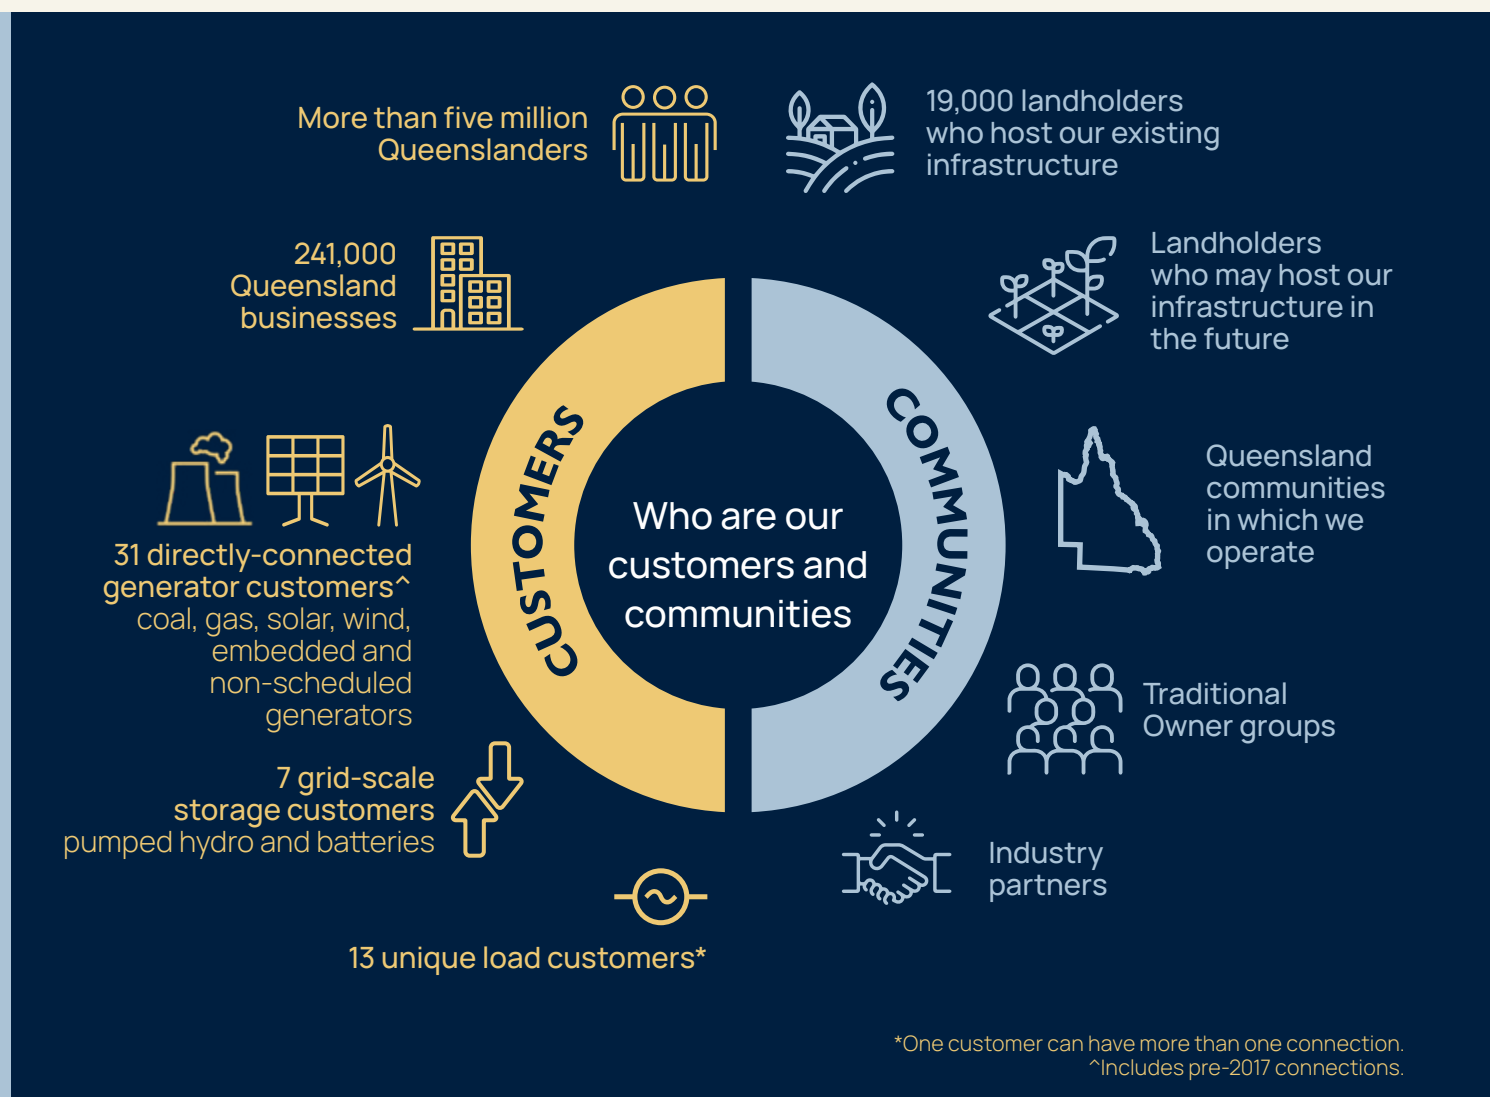 More than five million
Queenslanders
241,000
Queensland
businesses
31 directly-connected
generator customers^
coal, gas, solar, wind,
embedded and
non-scheduled
generators
7 grid-scale
storage customers
pumped hydro and batteries
13 unique load customers*
CUSTOMERS
Who are our
customers and
communities
COMMUNITIES
19,000 landholders
who host our existing
infrastructure
Landholders
who may host our
infrastructure in
the future
Queensland
communities
in which we
operate
Traditional
Owner groups
Industry
partners
*One customer can have more than one connection.
^Includes pre-2017 connections.